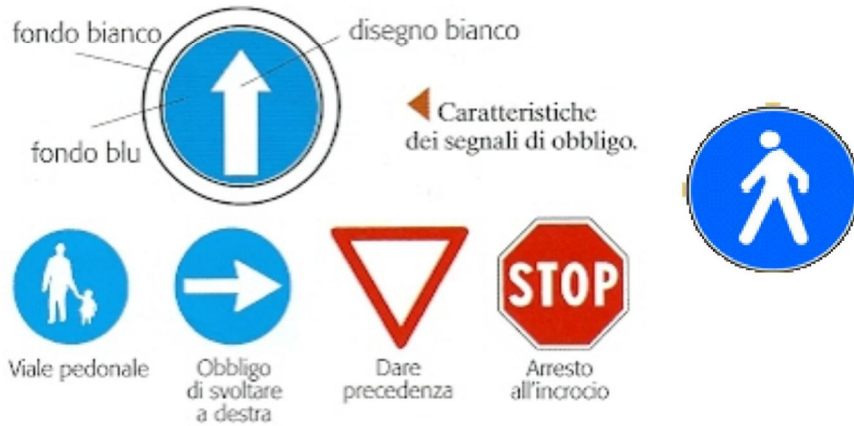 fondo bianco
disegno bianco
fondo blu
Caratteristiche
dei segnali di obbligo.
STOP
Viale pedonale
Obbligo
di svoltare
a destra
Dare
precedenza
Arresto
all'incrocio